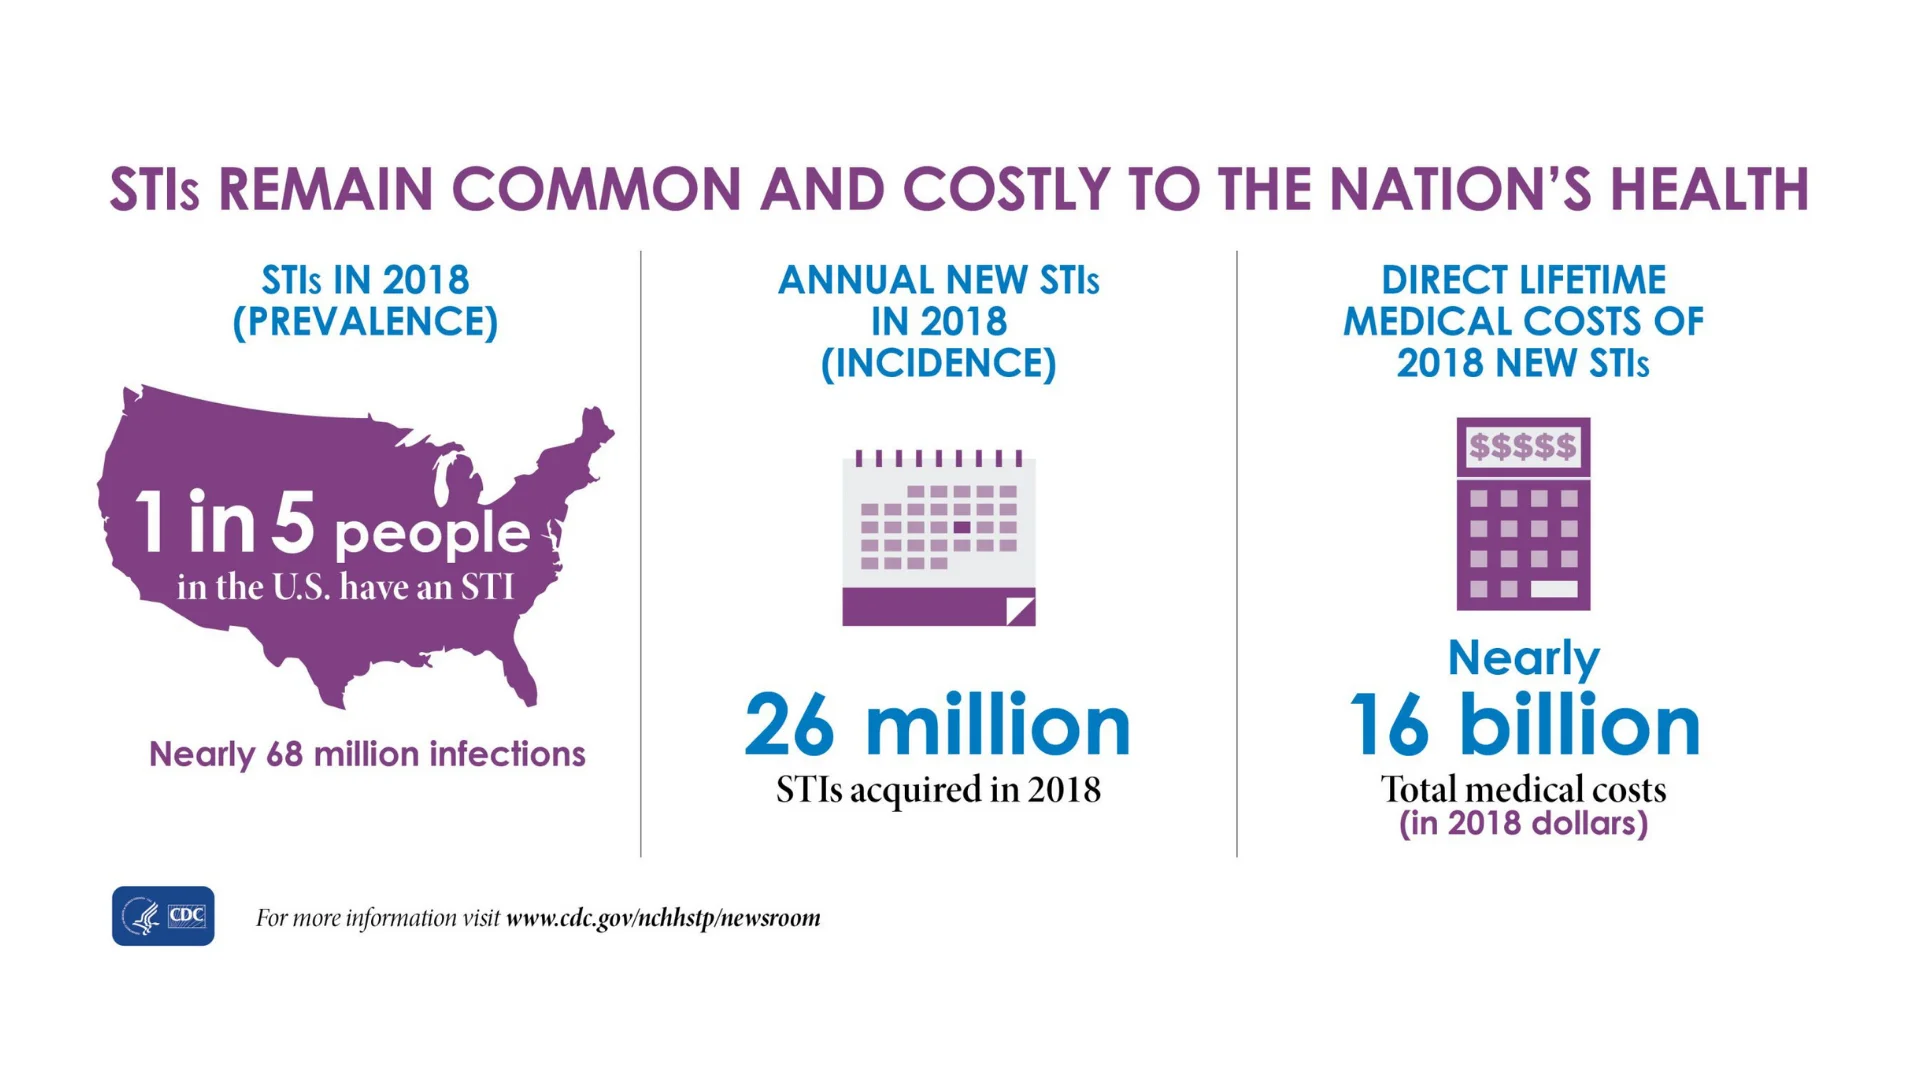 STIs REMAIN COMMON AND COSTLY TO THE NATION’S HEALTH
STIs IN 2018
(PREVALENCE)
1 in 5 people
in the U.S. have an STI
Nearly 68 million infections
ANNUAL NEW STIs
IN 2018
(INCIDENCE)
26 million
STIs acquired in 2018
DIRECT LIFETIME
MEDICAL COSTS OF
2018 NEW STIs
$$$$$
Nearly
16 billion
Total medical costs
(in 2018 dollars)
CDC
For more information visit www.cdc.gov/nchhstp/newsroom